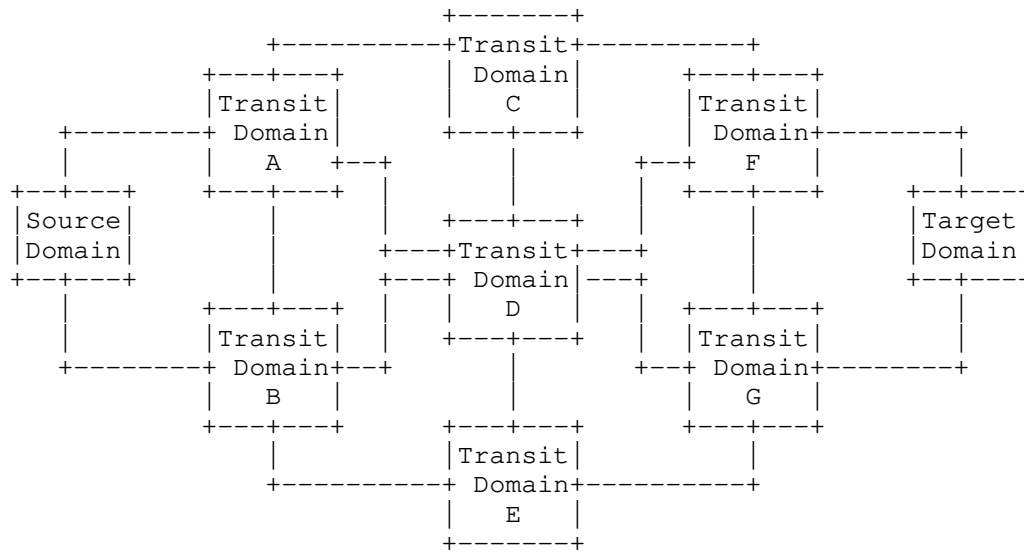 Transit
Domain
C
Transit
Domain
A
Transit
Domain
F
Source
Domain
Transit
Domain
D
Target
Domain
Transit
Domain
B
Transit
Domain
G
Transit
Domain
E